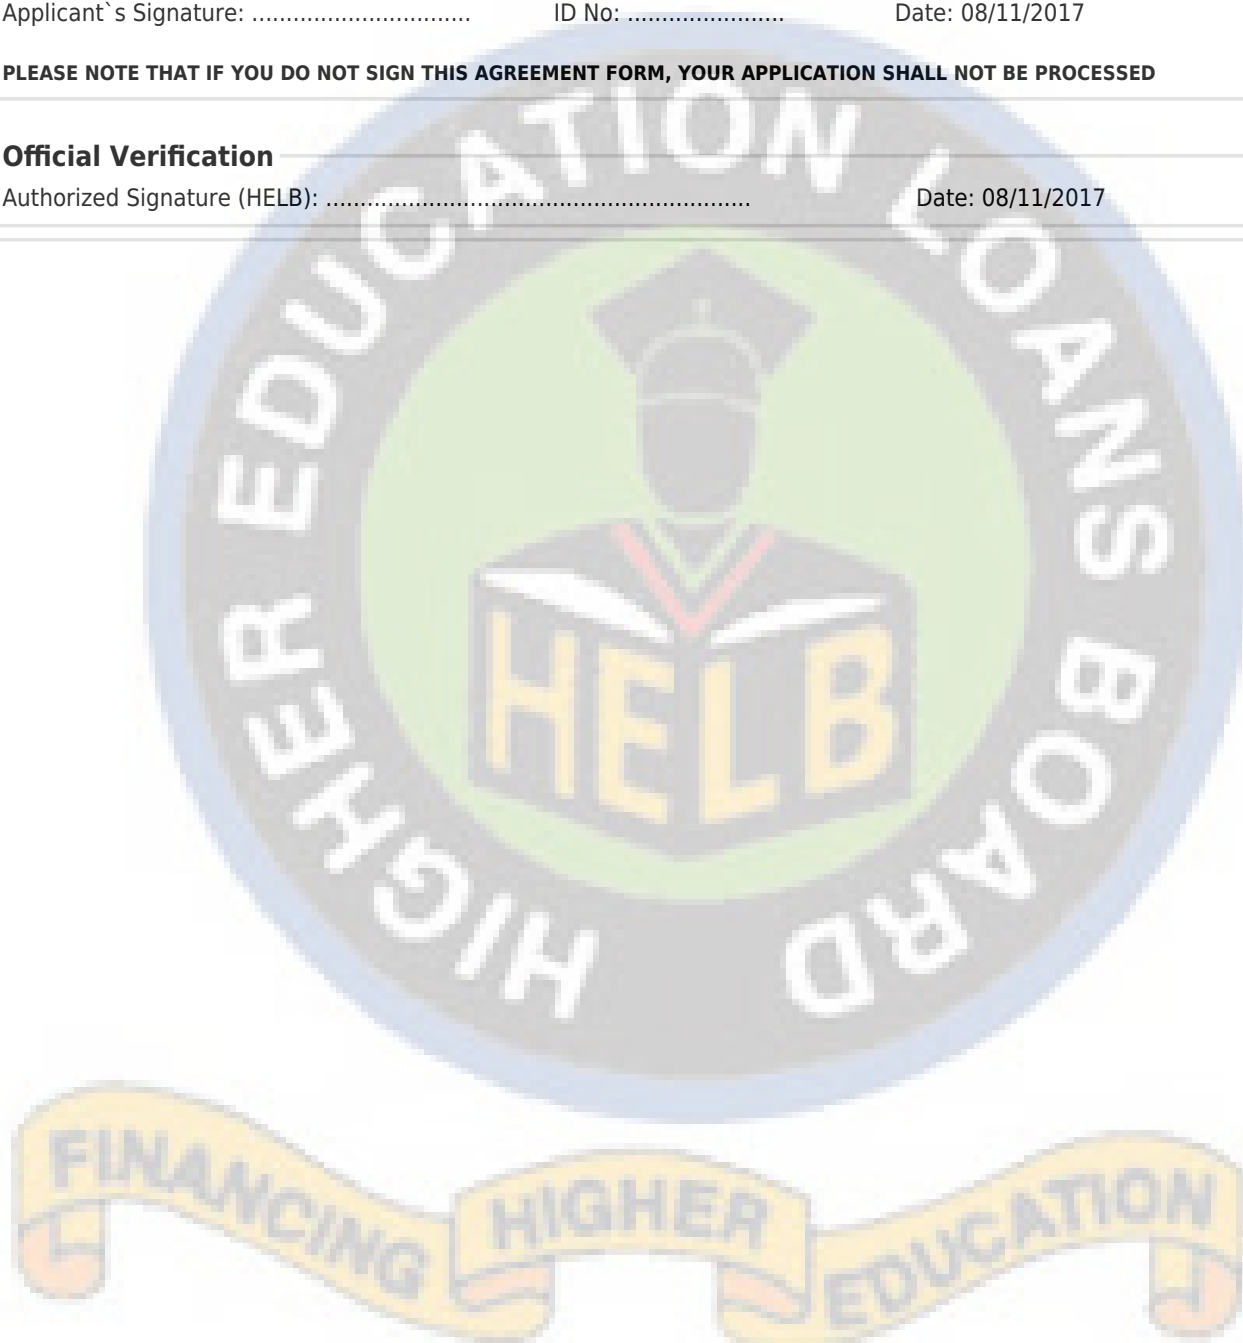 Applicant`s Signature: ................................ ID No: ....................... Date: 08/11/2017
PLEASE NOTE THAT IF YOU DO NOT SIGN THIS AGREEMENT FORM, YOUR APPLICATION SHALL NOT BE PROCESSED
Official Verification
Authorized Signature (HELB): .............................................................. Date: 08/11/2017
HIGHER EDUCATION LOANS BOARD
HELB
FINANCING HIGHER EDUCATION